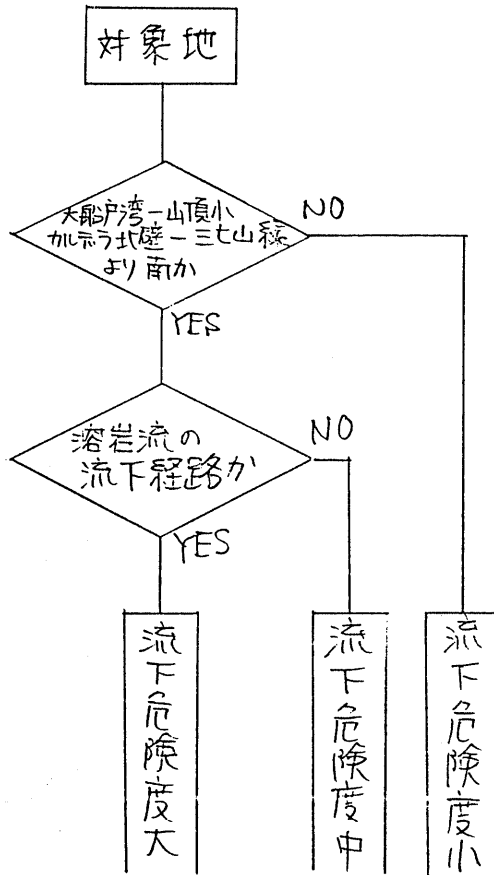 対象地
大船戸湾一山頂小
カルデラ北壁一三七山線
より南か
NO
YES
溶岩流の
流下経路か
NO
YES
流下危険度大
流下危険度中
流下危険度小